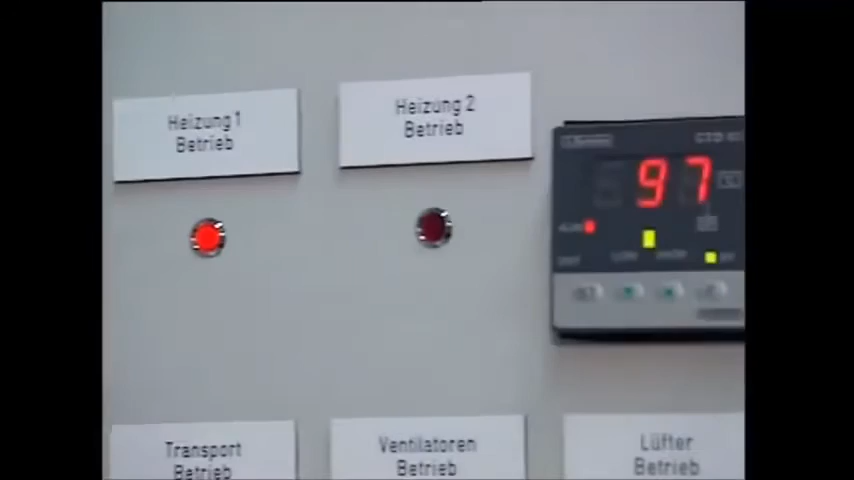 Heizung 1
Betrieb
Heizung 2
Betrieb
97
Transport
Betrieb
Ventilatoren
Betrieb
Lüfter
Betrieb